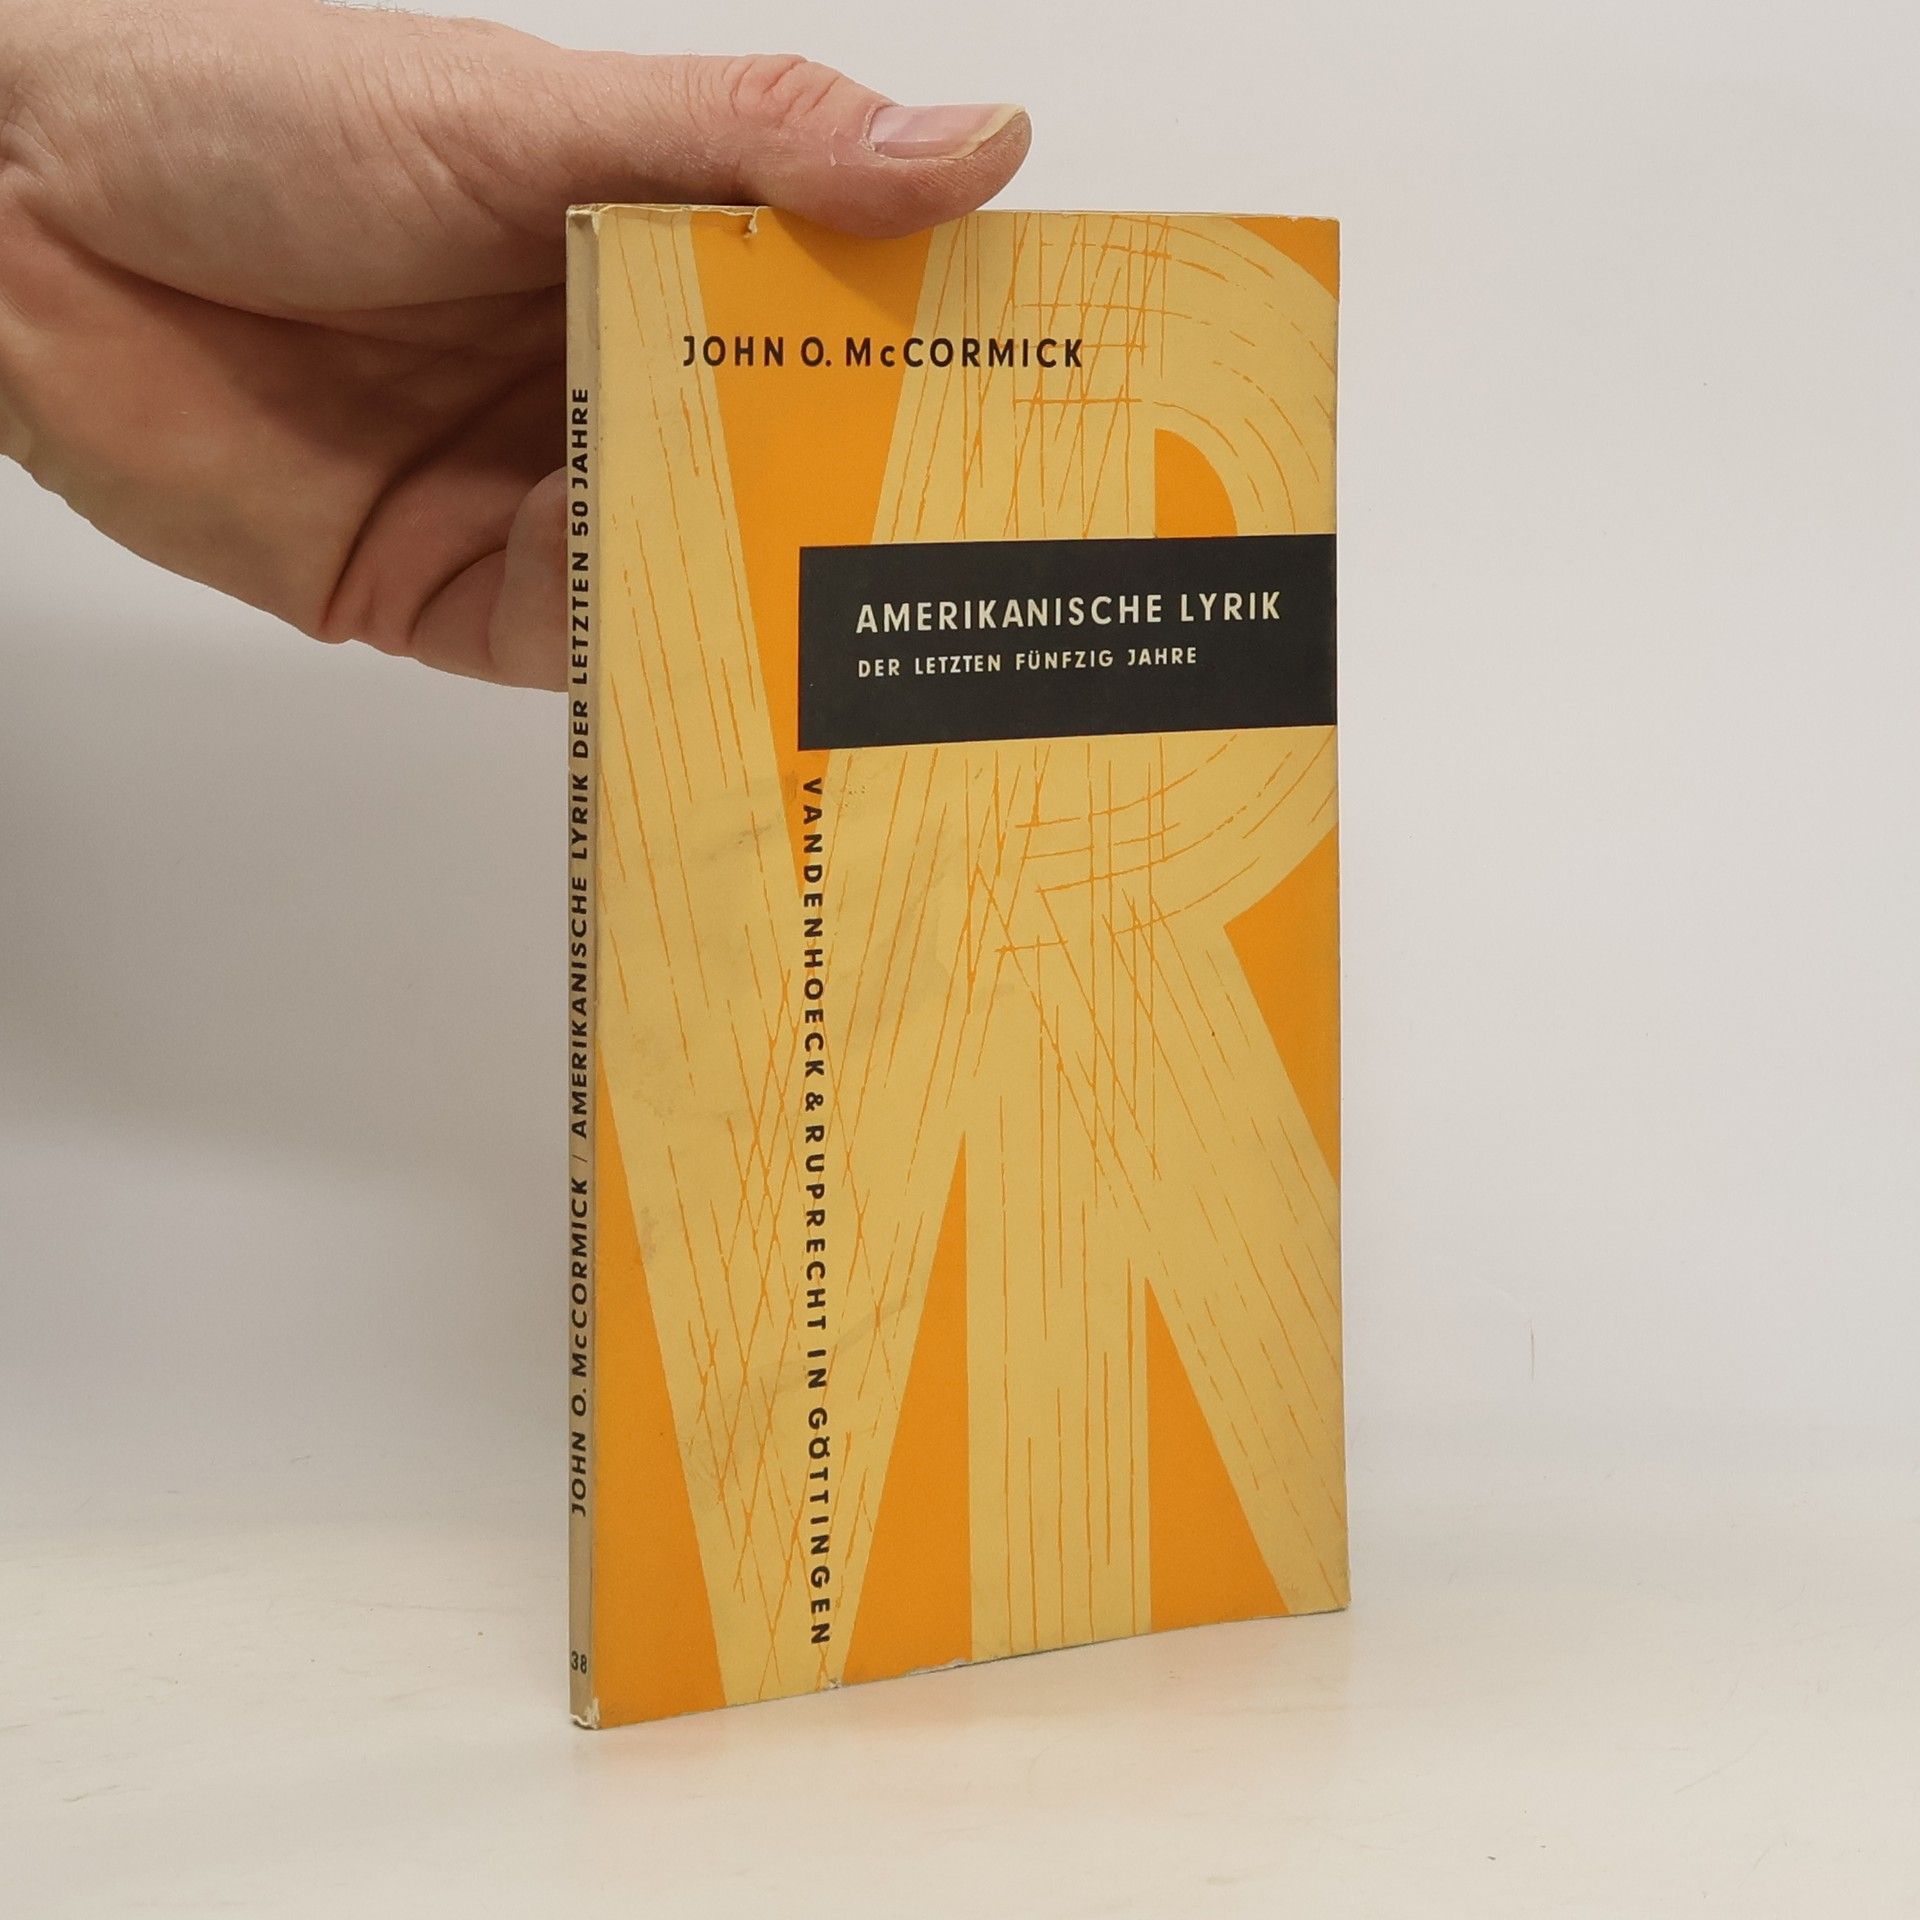 JOHN O. McCORMICK
AMERIKANISCHE LYRIK
DER LETZTEN FÜNFZIG JAHRE
VANDENHOECK & RUPRECHT IN GÖTTINGEN
JOHN O. McCORMICK / AMERIKANISCHE LYRIK DER LETZTEN 50 JAHRE
38
VR